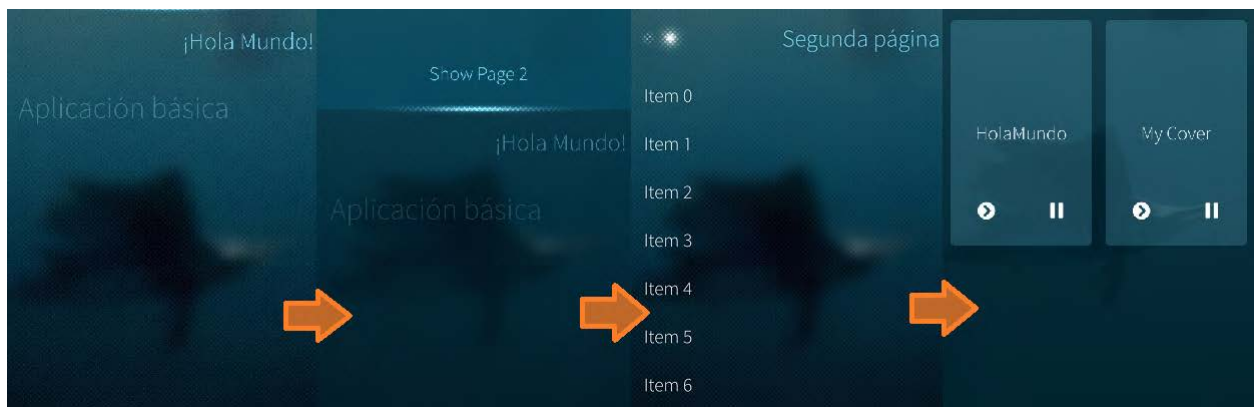 ¡Hola Mundo!
Aplicación básica
Show Page 2
¡Hola Mundo!
Aplicación básica
Segunda página
Item 0
Item 1
Item 2
Item 3
Item 4
Item 5
Item 6
HolaMundo
My Cover